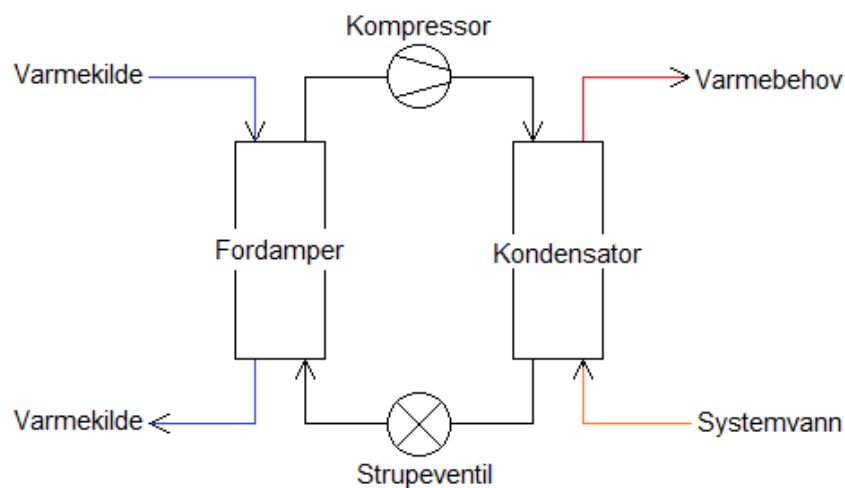 Kompressor
Varmekilde
Varmebehov
Fordamper
Kondensator
Varmekilde
Systemvann
Strupeventil